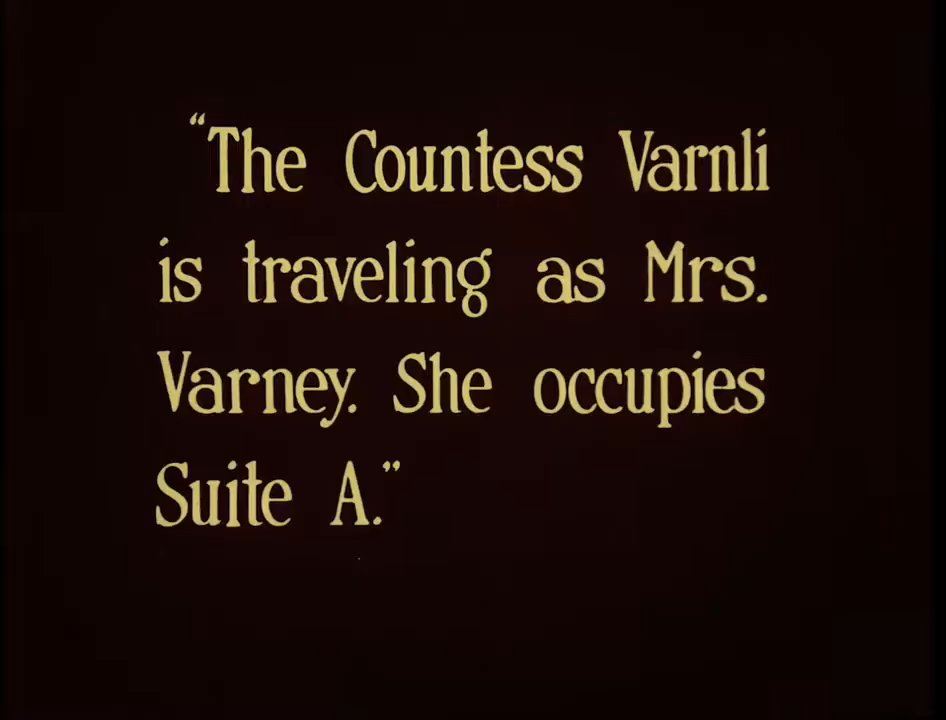 “The Countess Varnli
is traveling as Mrs.
Varney. She occupies
Suite A.”